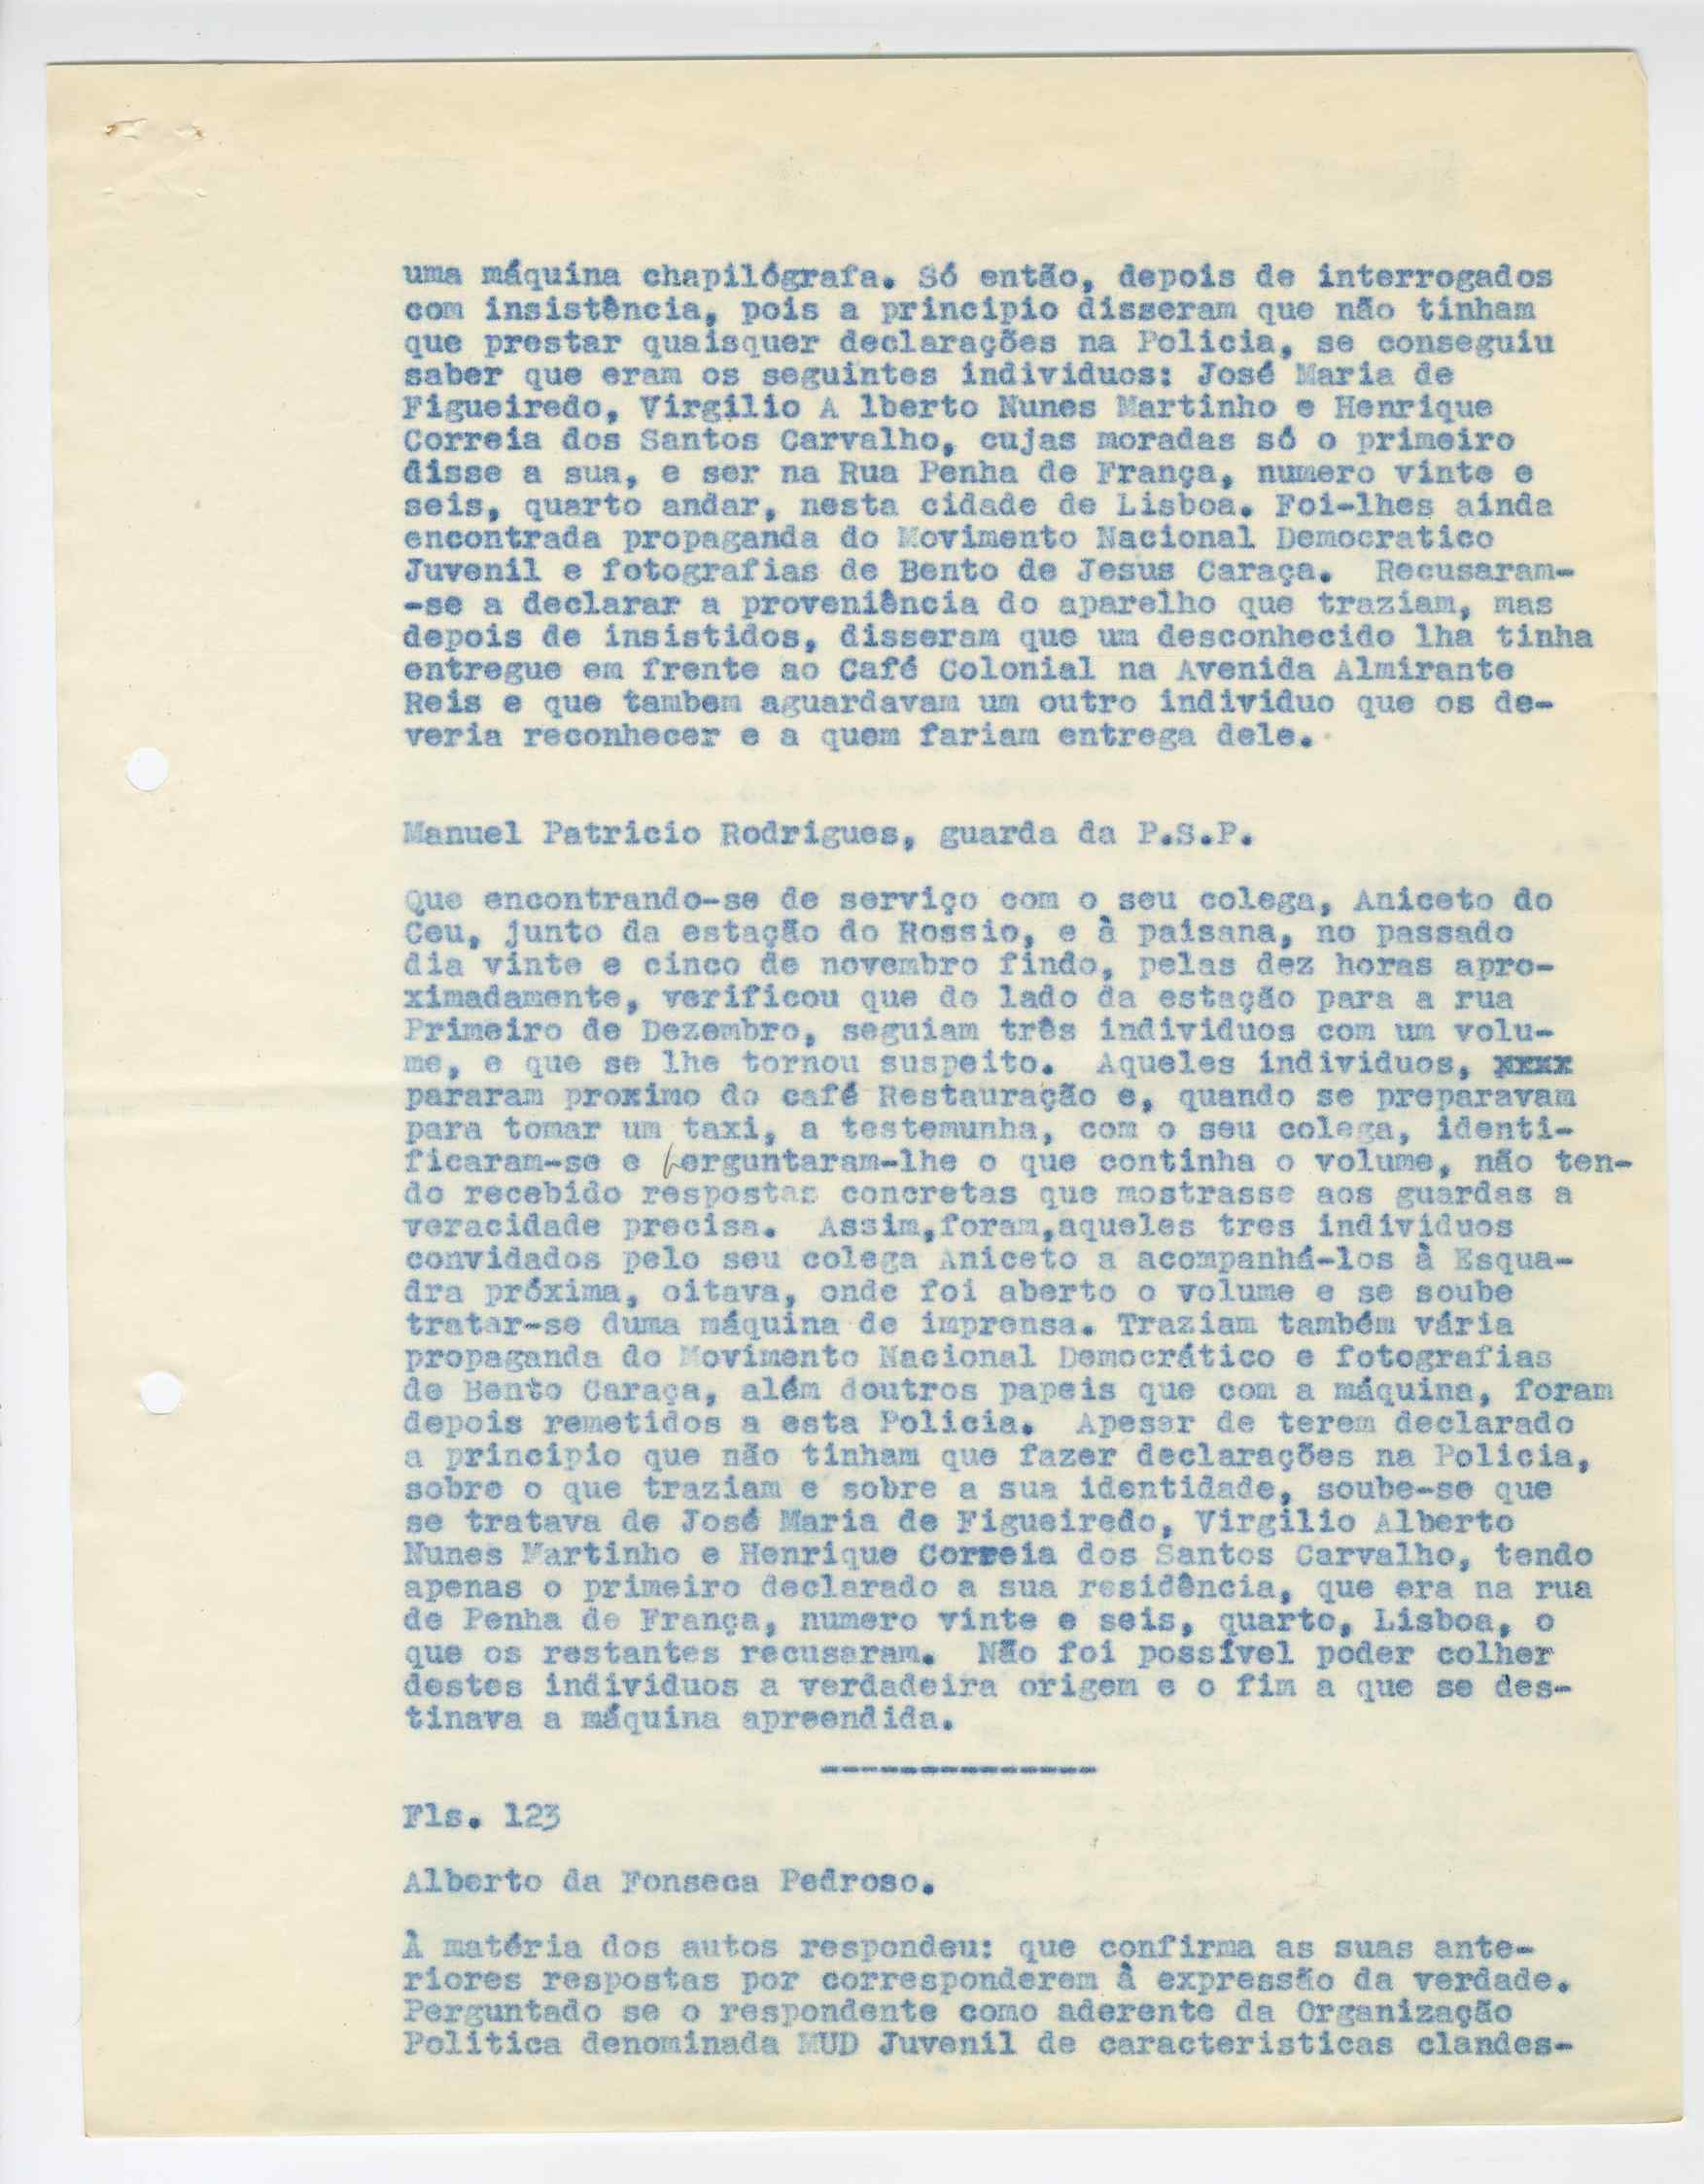 uma máquina chapilógrafa. Só então, depois de interrogados
com insistência, pois a principio disseram que não tinham
que prestar quaisquer declarações na Policia, se conseguiu
saber que eram os seguintes individuos: José Maria de
Figueiredo, Virgilio A lberto Nunes Martinho e Henrique
Correia dos Santos Carvalho, cujas moradas só o primeiro
disse a sua, e ser na Rua Penha de França, numero vinte e
seis, quarto andar, nesta cidade de Lisboa. Foi-lhes ainda
encontrada propaganda do Movimento Nacional Democratico
Juvenil e fotografias de Bento de Jesus Caraça. Recusaram-
-se a declarar a proveniência do aparelho que traziam, mas
depois de insistidos, disseram que um desconhecido lha tinha
entregue em frente ao Café Colonial na Avenida Almirante
Reis e que tambem aguardavam um outro individuo que os de-
veria reconhecer e a quem fariam entrega dele.
Manuel Patricio Rodrigues, guarda da P.S.P.
Que encontrando-se de serviço com o seu colega, Aniceto do
Ceu, junto da estação do Rossio, e à paisana, no passado
dia vinte e cinco de novembro findo, pelas dez horas apro-
ximadamente, verificou que do lado da estação para a rua
Primeiro de Dezembro, seguiam três individuos com um volu-
me, e que se lhe tornou suspeito. Aqueles individuos, xxxx
pararam proximo do café Restauração e, quando se preparavam
para tomar um taxi, a testemunha, com o seu colega, identi-
ficaram-se e perguntaram-lhe o que continha o volume, não ten-
do recebido respostas concretas que mostrasse aos guardas a
veracidade precisa. Assim,foram,aqueles tres individuos
convidados pelo seu colega Aniceto a acompanhá-los à Esqua-
dra próxima, oitava, onde foi aberto o volume e se soube
tratar-se duma máquina de imprensa. Traziam também vária
propaganda do Movimento Nacional Democrático e fotografias
de Bento Caraça, além doutros papeis que com a máquina, foram
depois remetidos a esta Policia. Apesar de terem declarado
a principio que não tinham que fazer declarações na Policia,
sobre o que traziam e sobre a sua identidade, soube-se que
se tratava de José Maria de Figueiredo, Virgilio Alberto
Nunes Martinho e Henrique Correia dos Santos Carvalho, tendo
apenas o primeiro declarado a sua residência, que era na rua
de Penha de França, numero vinte e seis, quarto, Lisboa, o
que os restantes recusaram. Não foi possível poder colher
destes individuos a verdadeira origem e o fim a que se des-
tinava a máquina apreendida.
--------------
Fls. 123
Alberto da Fonseca Pedroso.
À matéria dos autos respondeu: que confirma as suas ante-
riores respostas por corresponderem à expressão da verdade.
Perguntado se o respondente como aderente da Organização
Politica denominada MUD Juvenil de caracteristicas clandes-